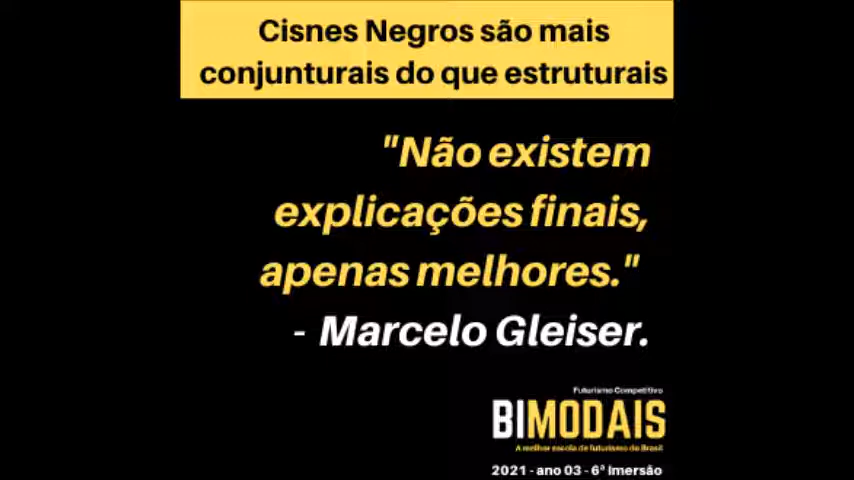 Cisnes Negros são mais
conjunturais do que estruturais
"Não existem
explicações finais,
apenas melhores."
- Marcelo Gleiser.
Futurismo Competitivo
BIMODAIS
A melhor escola de futurismo do Brasil
2021 - ano 03 - 6ª Imersão